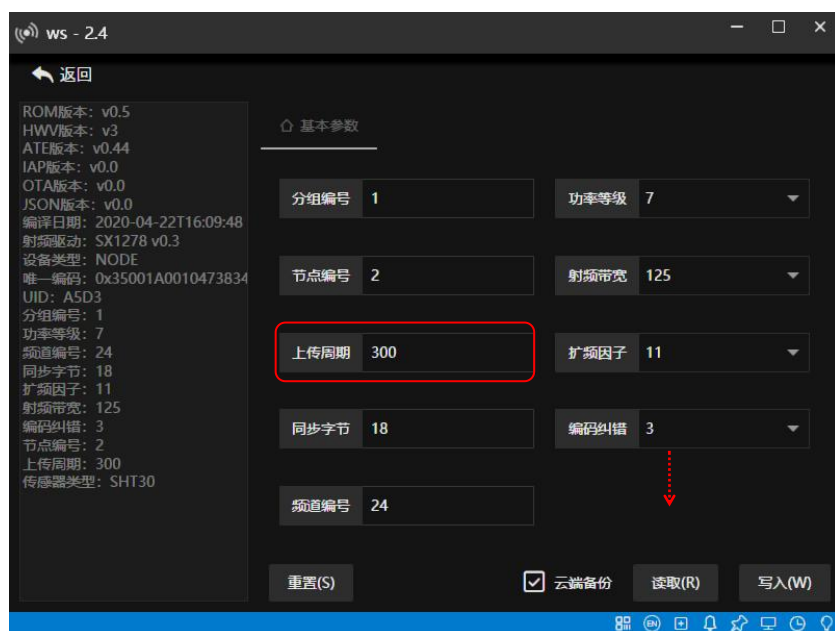 ws - 2.4
返回
ROM版本：v0.5
HWV版本：v3
ATE版本：v0.44
IAP版本：v0.0
OTA版本：v0.0
JSON版本：v0.0
编译日期：2020-04-22T16:09:48
射频驱动：SX1278 v0.3
设备类型：NODE
唯一编码：0x35001A0010473834
UID：A5D3
分组编号：1
功率等级：7
频道编号：24
同步字节：18
扩频因子：11
射频带宽：125
编码纠错：3
节点编号：2
上传周期：300
传感器类型：SHT30
基本参数
分组编号 1 功率等级 7
节点编号 2 射频带宽 125
上传周期 300 扩频因子 11
同步字节 18 编码纠错 3
频道编号 24
重置(S) 云端备份 读取(R) 写入(W)
EN